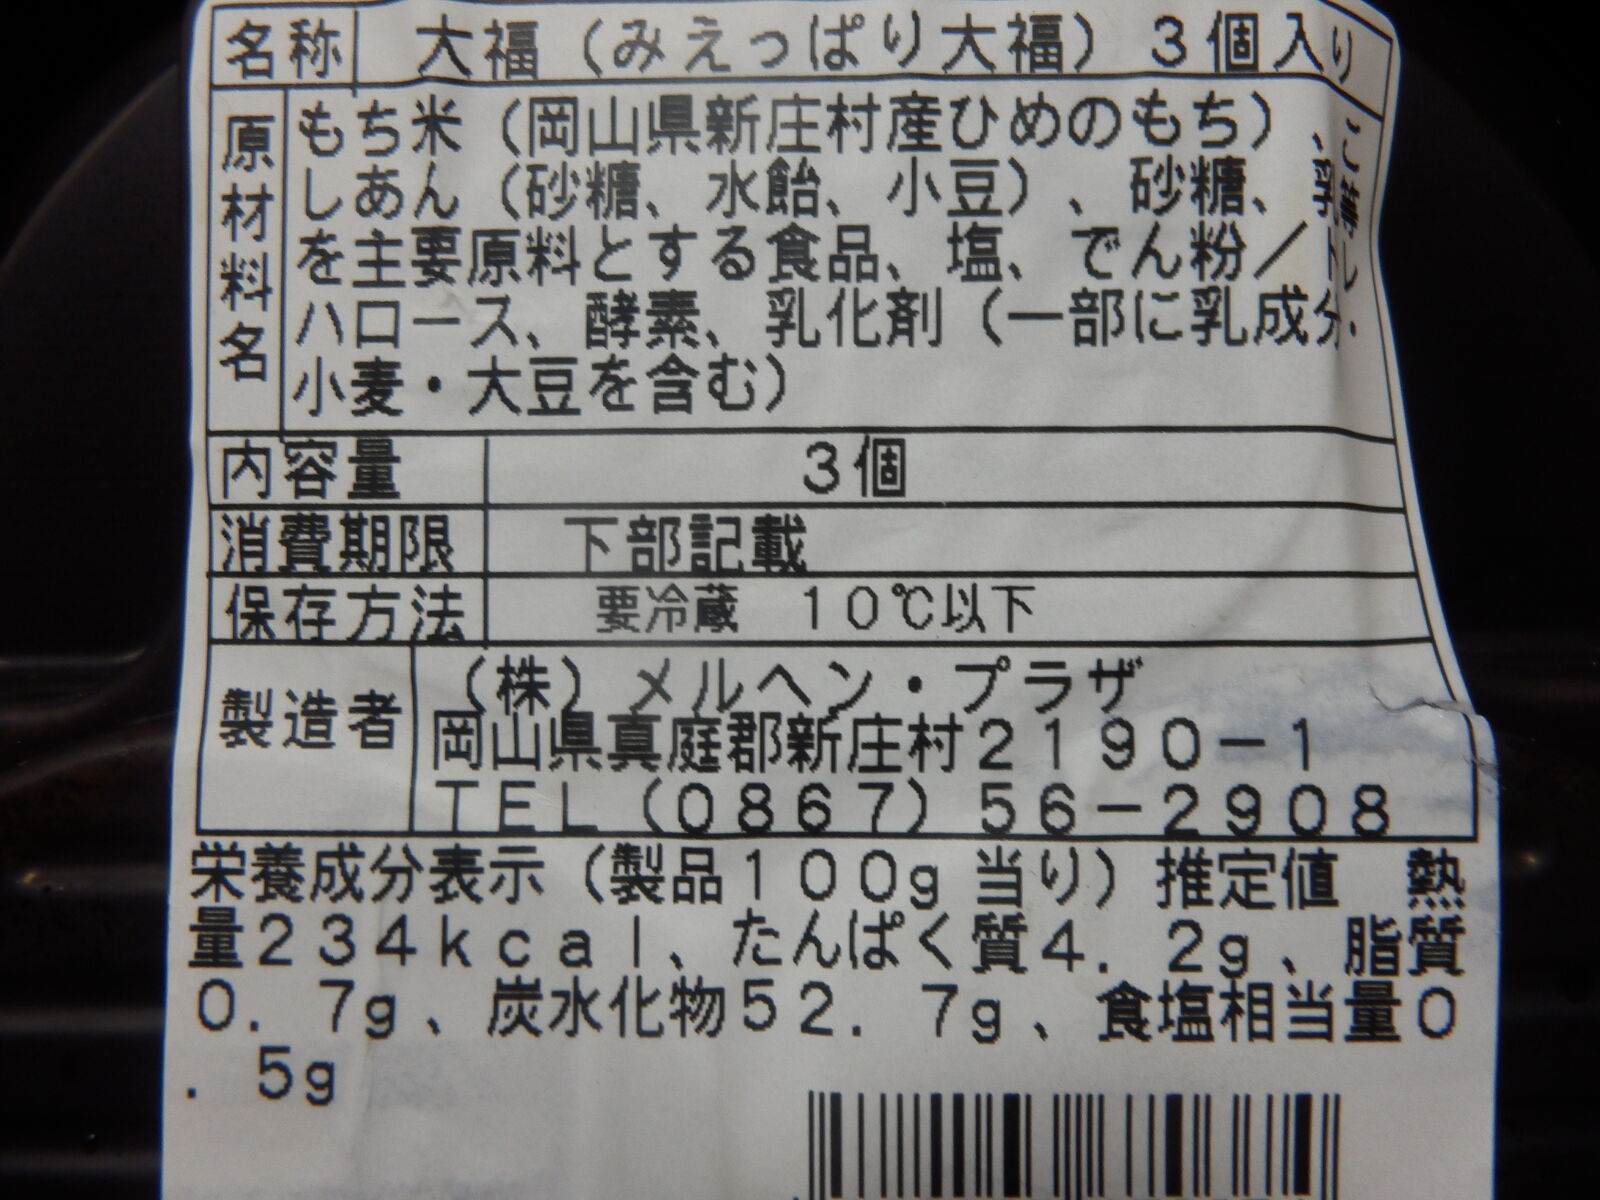 名称 大福（みえっぱり大福）３個入り
原材料名 もち米（岡山県新庄村産ひめのもち）、こ
しあん（砂糖、水飴、小豆）、砂糖、乳等
を主要原料とする食品、塩、でん粉／トレ
ハロース、酵素、乳化剤（一部に乳成分・
小麦・大豆を含む）
内容量 ３個
消費期限 下部記載
保存方法 要冷蔵 １０℃以下
製造者 （株）メルヘン・プラザ
岡山県真庭郡新庄村２１９０－１
ＴＥＬ（０８６７）５６－２９０８
栄養成分表示（製品１００ｇ当り）推定値 熱
量２３４ｋｃａｌ、たんぱく質４．２ｇ、脂質
０．７ｇ、炭水化物５２．７ｇ、食塩相当量０
．５ｇ